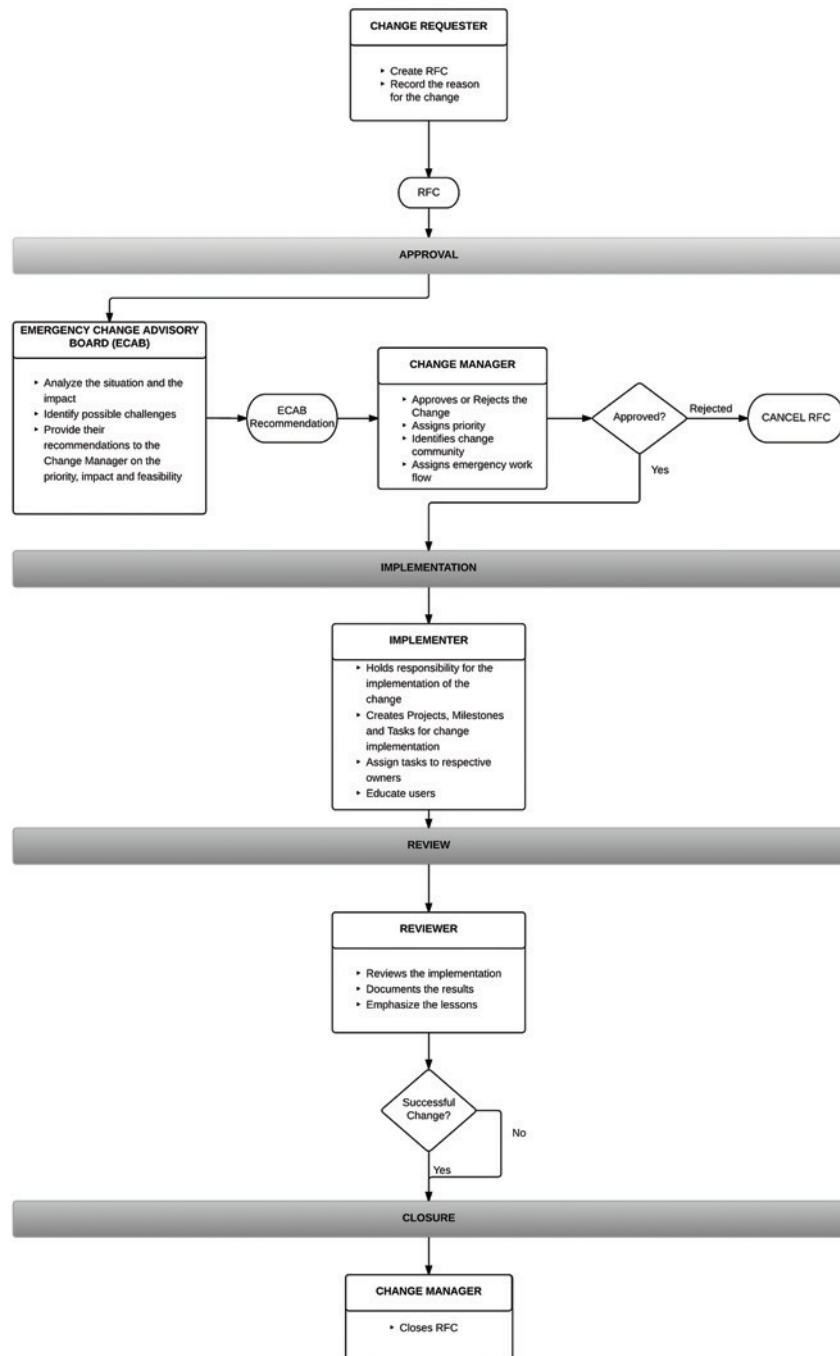 CHANGE REQUESTER
‣ Create RFC
‣ Record the reason
for the change
RFC
APPROVAL
EMERGENCY CHANGE ADVISORY
BOARD (ECAB)
‣ Analyze the situation and the
impact
‣ Identify possible challenges
‣ Provide their
recommendations to the
Change Manager on the
priority, impact and feasibility
ECAB
Recommendation
CHANGE MANAGER
‣ Approves or Rejects the
Change
‣ Assigns priority
‣ Identifies change
community
‣ Assigns emergency work
flow
Approved?
Rejected
CANCEL RFC
Yes
IMPLEMENTATION
IMPLEMENTER
‣ Holds responsibility for the
implementation of the
change
‣ Creates Projects, Milestones
and Tasks for change
implementation
‣ Assign tasks to respective
owners
‣ Educate users
REVIEW
REVIEWER
‣ Reviews the implementation
‣ Documents the results
‣ Emphasize the lessons
Successful
Change?
No
Yes
CLOSURE
CHANGE MANAGER
‣ Closes RFC